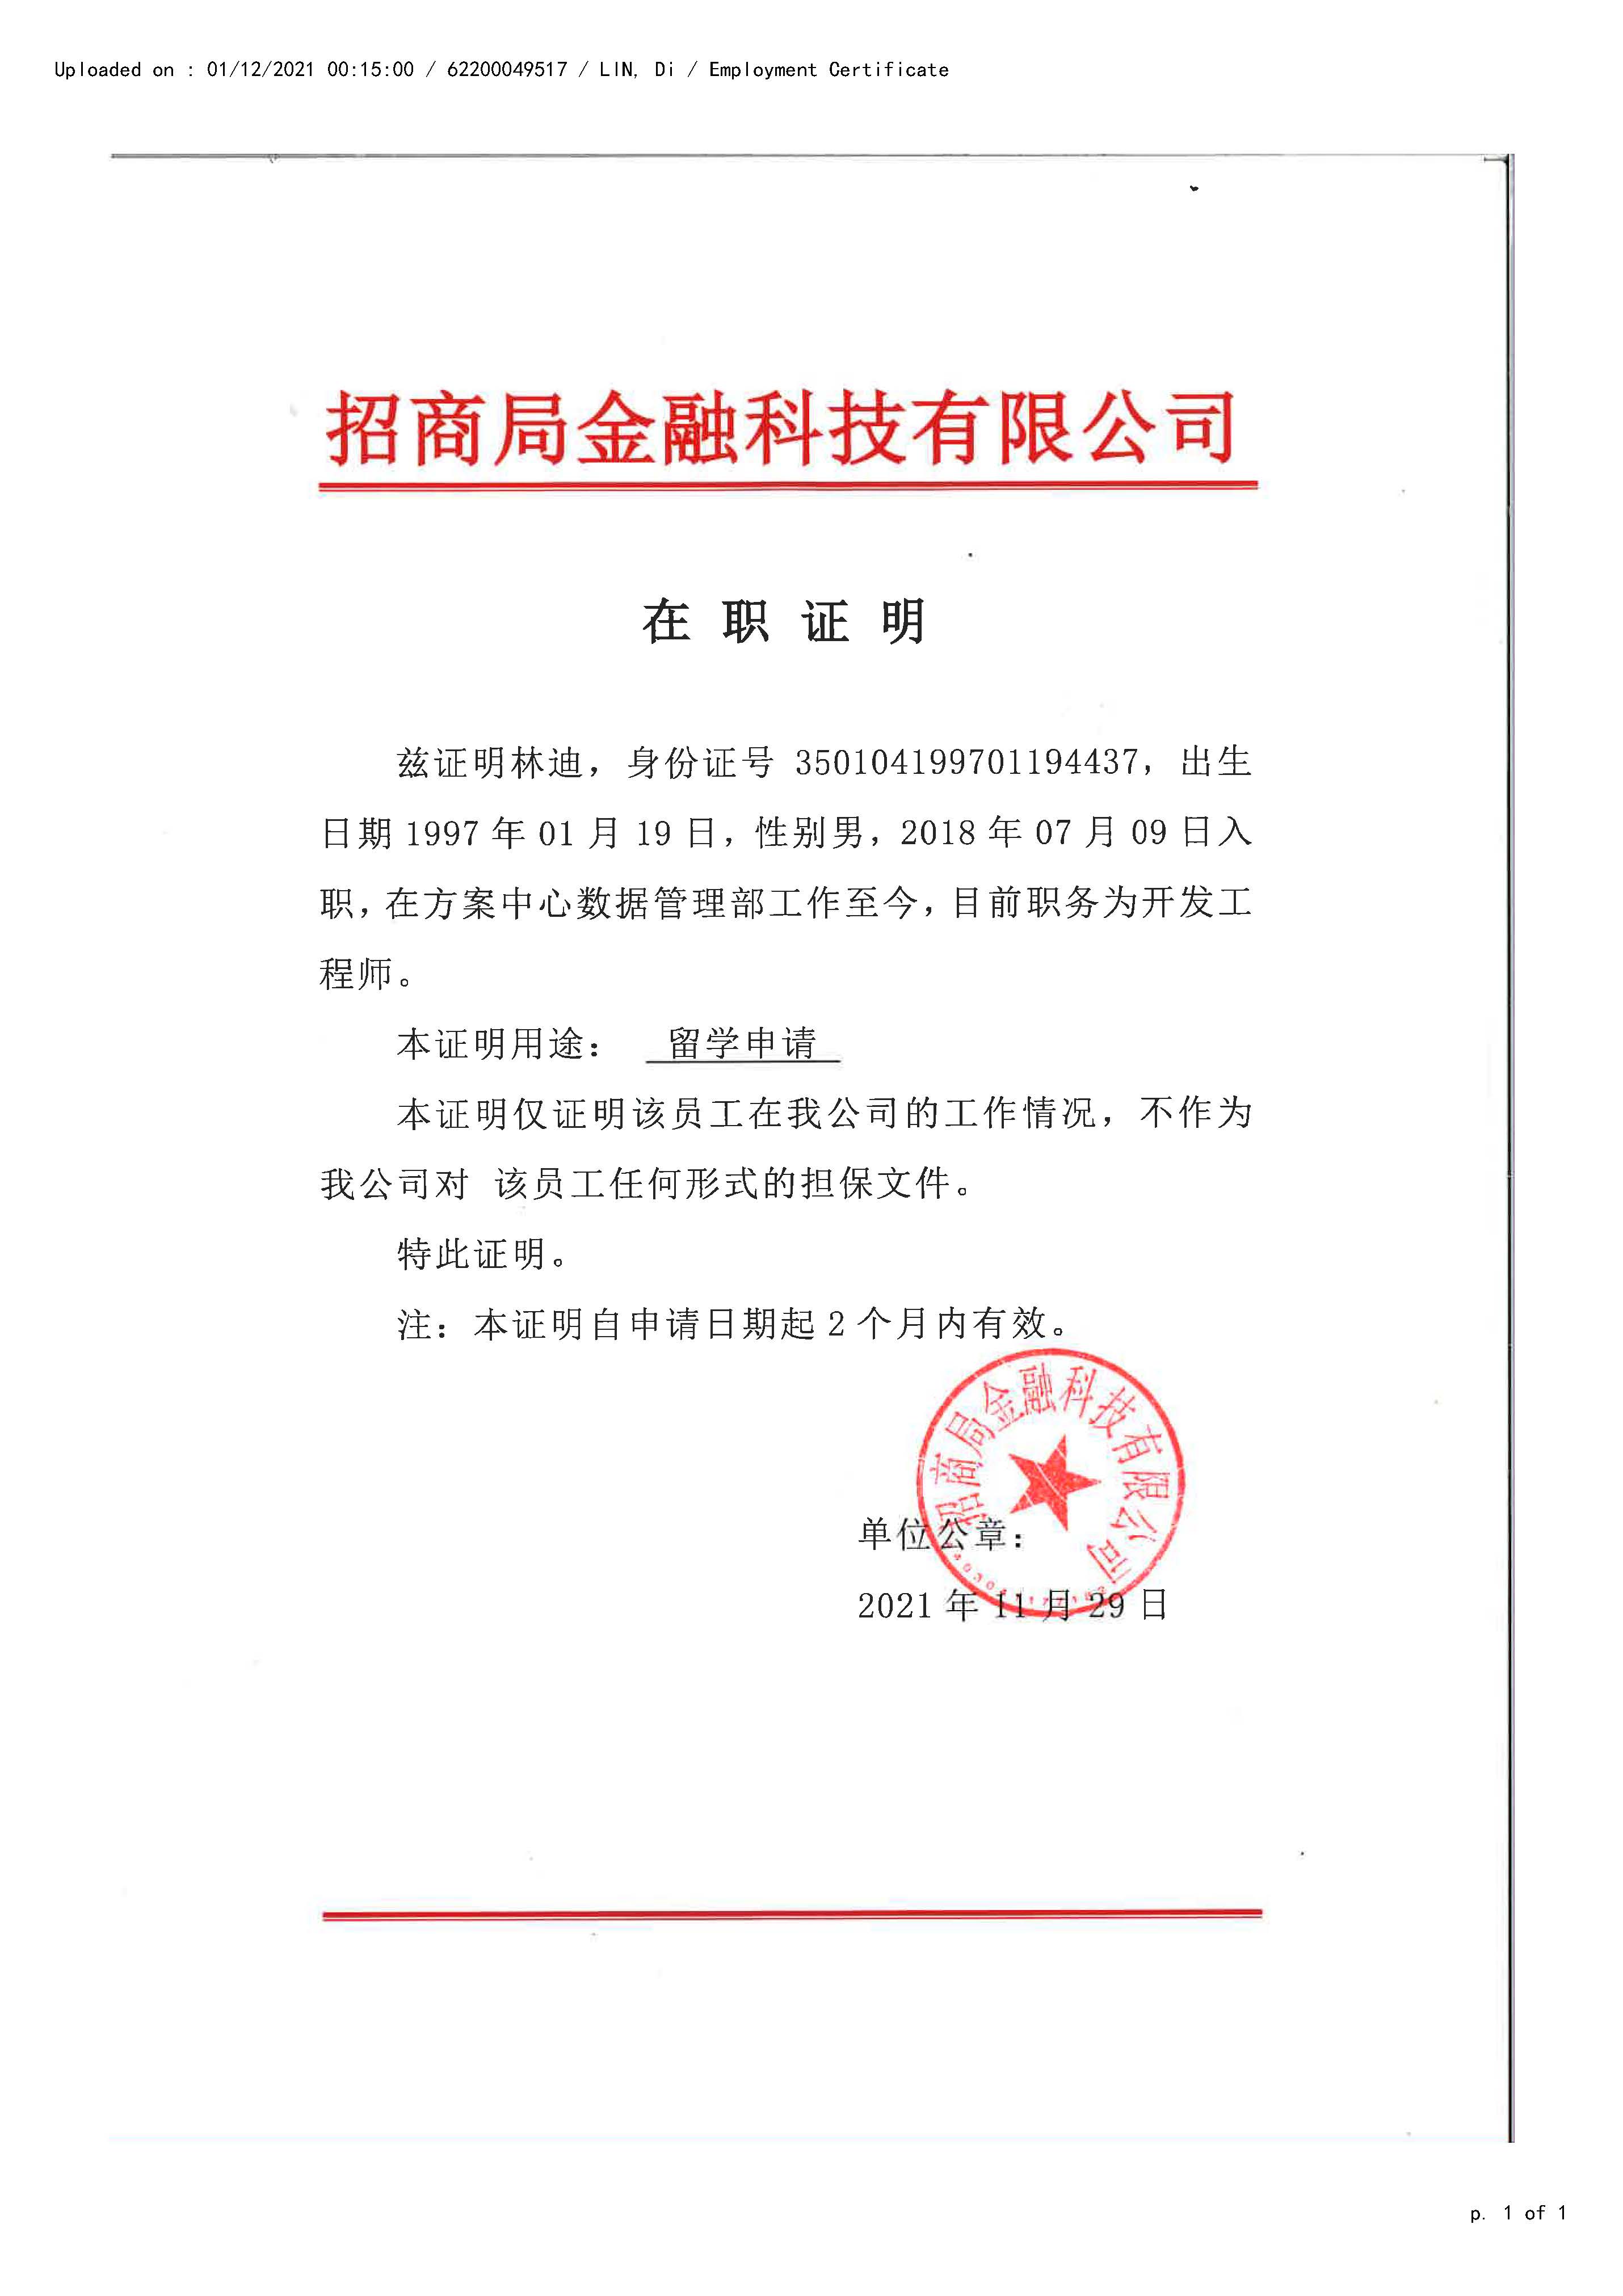 Uploaded on : 01/12/2021 00:15:00 / 62200049517 / LIN, Di / Employment Certificate
招商局金融科技有限公司
在 职 证 明
兹证明林迪，身份证号 350104199701194437，出生
日期 1997 年 01 月 19 日，性别男，2018 年 07 月 09 日入
职，在方案中心数据管理部工作至今，目前职务为开发工
程师。
本证明用途： 留学申请
本证明仅证明该员工在我公司的工作情况，不作为
我公司对 该员工任何形式的担保文件。
特此证明。
注：本证明自申请日期起 2 个月内有效。
招商局金融科技有限公司
单位公章：
2021 年 11 月 29 日
p. 1 of 1